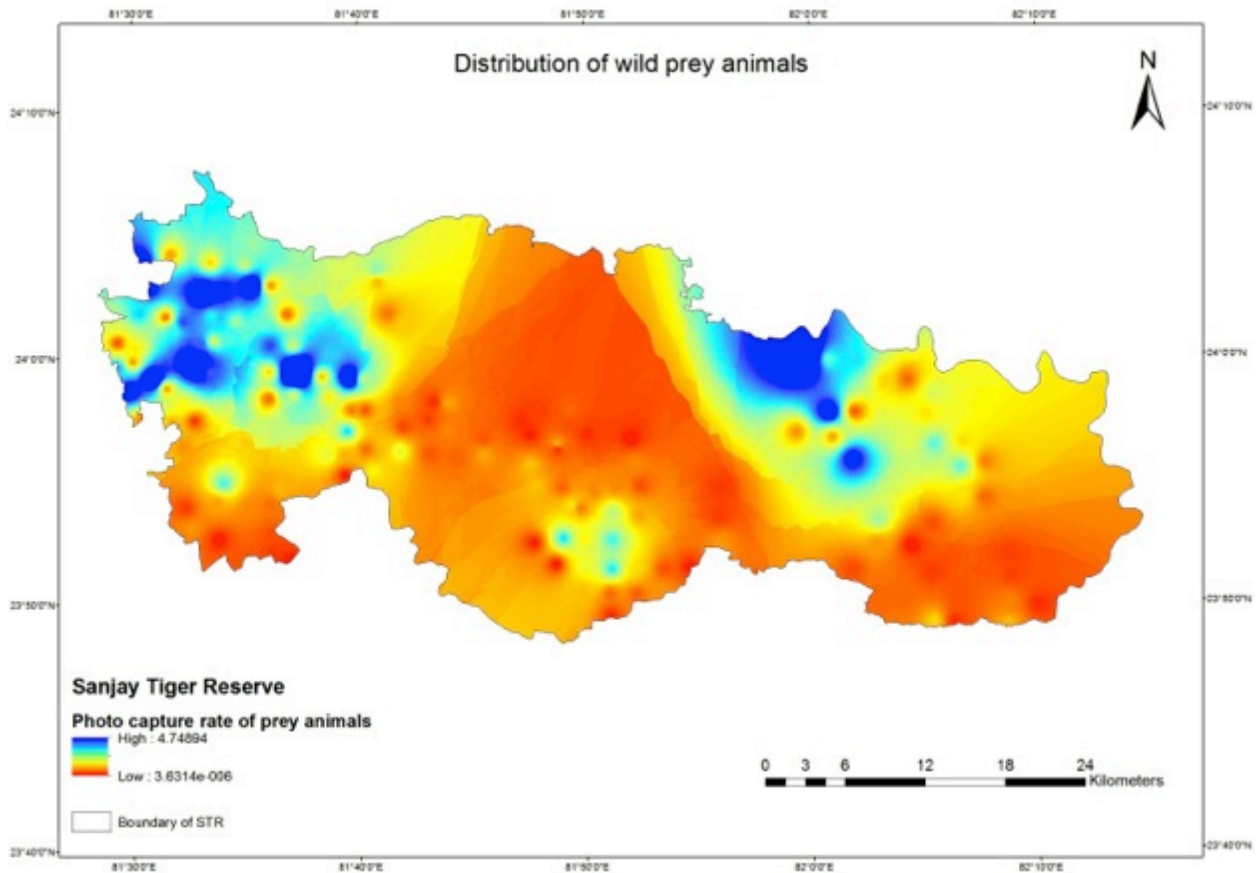 81°30'0"E 81°40'0"E 81°50'0"E 82°0'0"E 82°10'0"E
Distribution of wild prey animals
N
24°10'0"N 24°10'0"N
24°0'0"N 24°0'0"N
23°50'0"N 23°50'0"N
Sanjay Tiger Reserve
Photo capture rate of prey animals
High : 4.74894
Low : 3.6314e-006
Boundary of STR
0 3 6 12 18 24
Kilometers
23°40'0"N 23°40'0"N
81°30'0"E 81°40'0"E 81°50'0"E 82°0'0"E 82°10'0"E